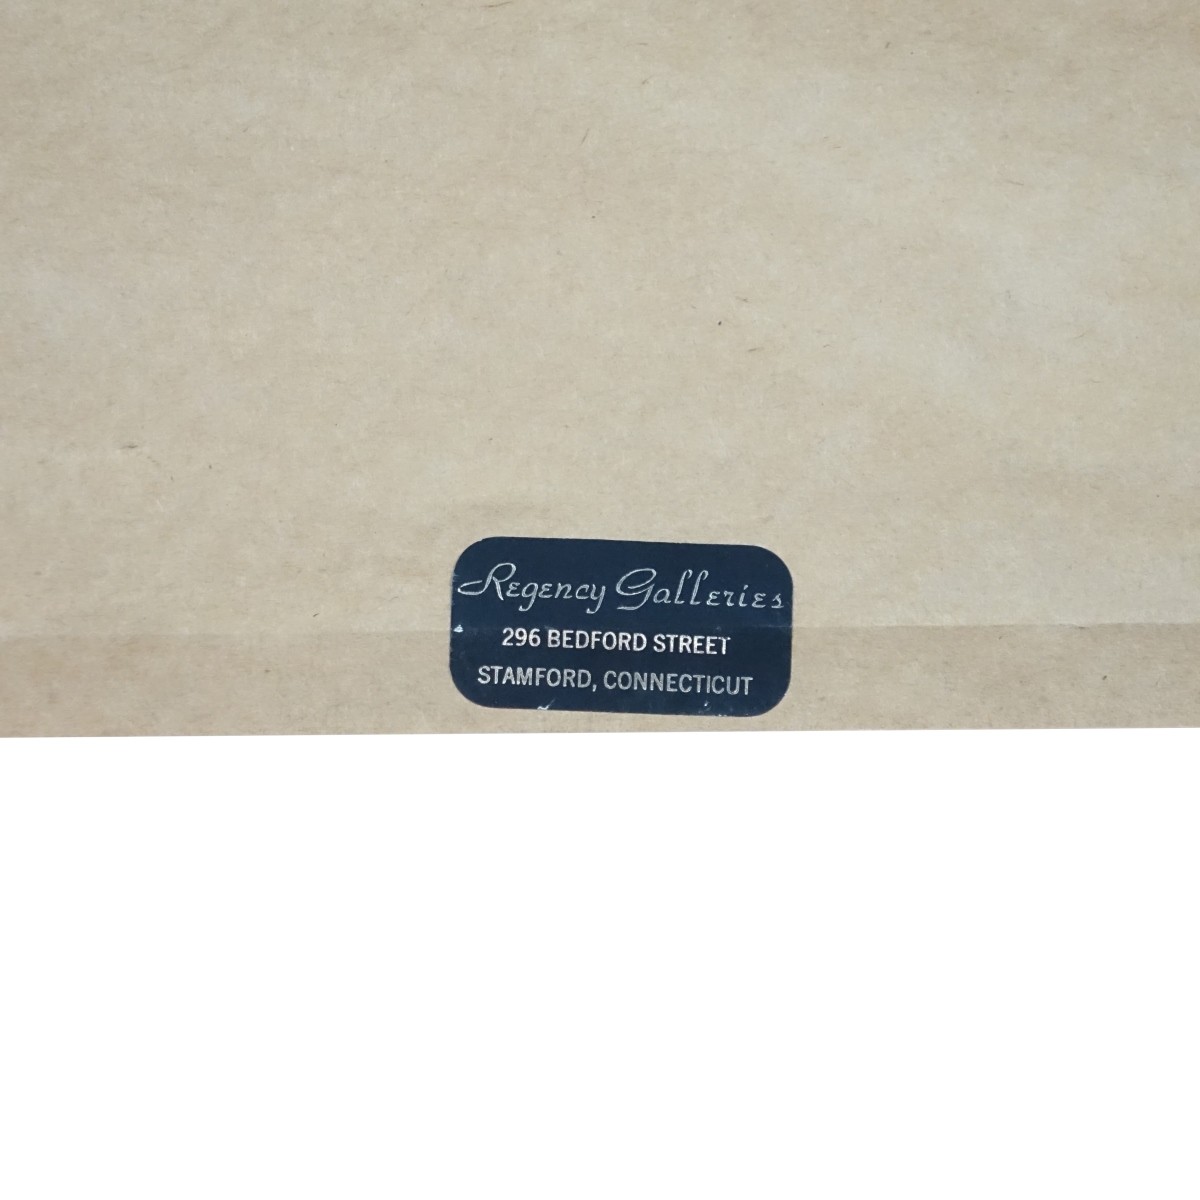 Regency Galleries
296 BEDFORD STREET
STAMFORD, CONNECTICUT